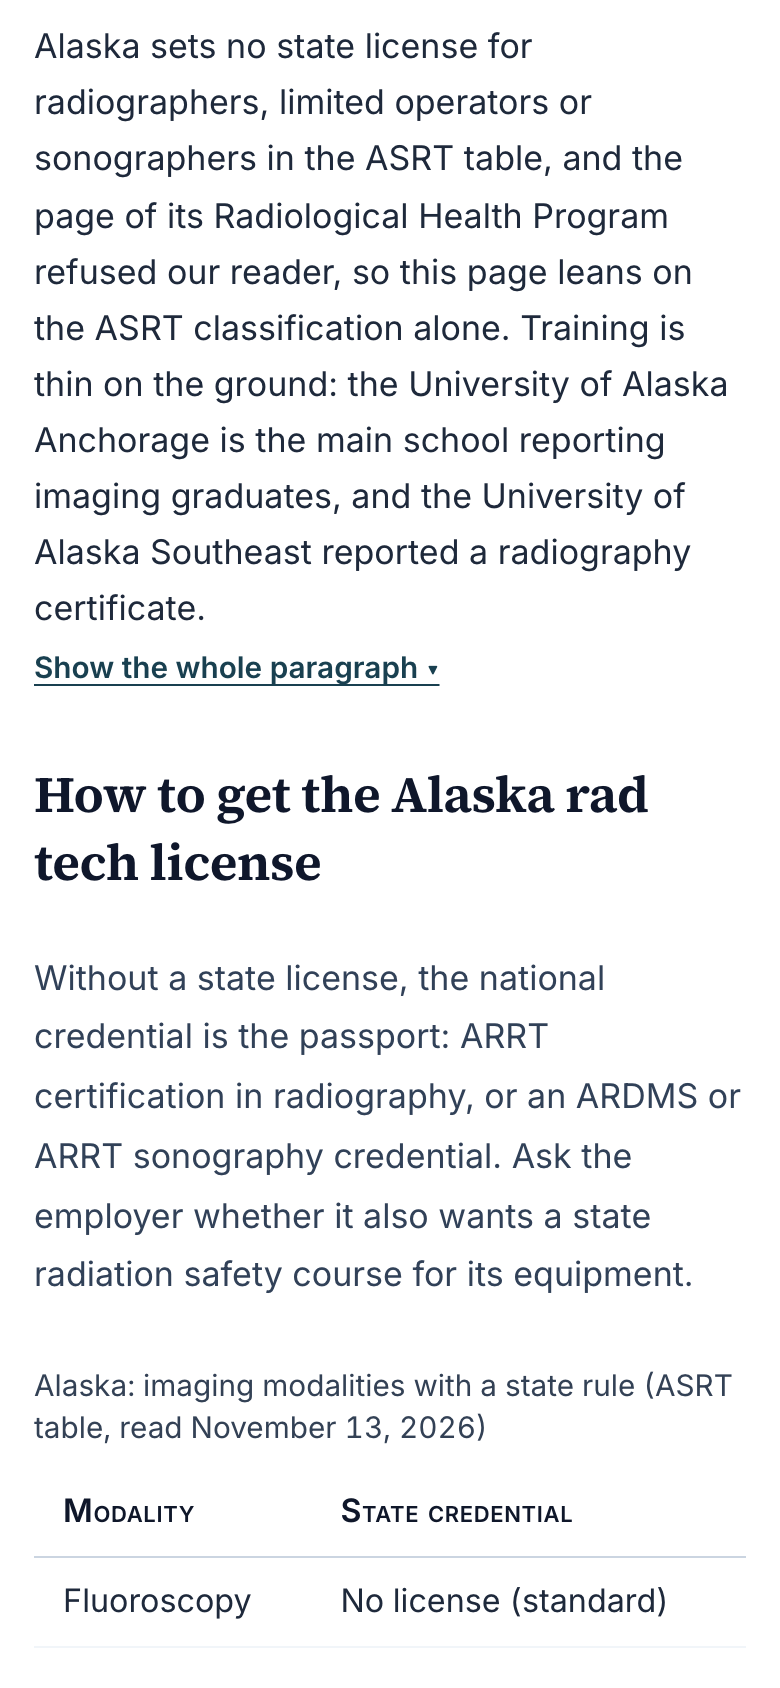 Alaska sets no state license for
radiographers, limited operators or
sonographers in the ASRT table, and the
page of its Radiological Health Program
refused our reader, so this page leans on
the ASRT classification alone. Training is
thin on the ground: the University of Alaska
Anchorage is the main school reporting
imaging graduates, and the University of
Alaska Southeast reported a radiography
certificate.
Show the whole paragraph ▾
How to get the Alaska rad
tech license
Without a state license, the national
credential is the passport: ARRT
certification in radiography, or an ARDMS or
ARRT sonography credential. Ask the
employer whether it also wants a state
radiation safety course for its equipment.
Alaska: imaging modalities with a state rule (ASRT
table, read November 13, 2026)
Modality State credential
Fluoroscopy No license (standard)